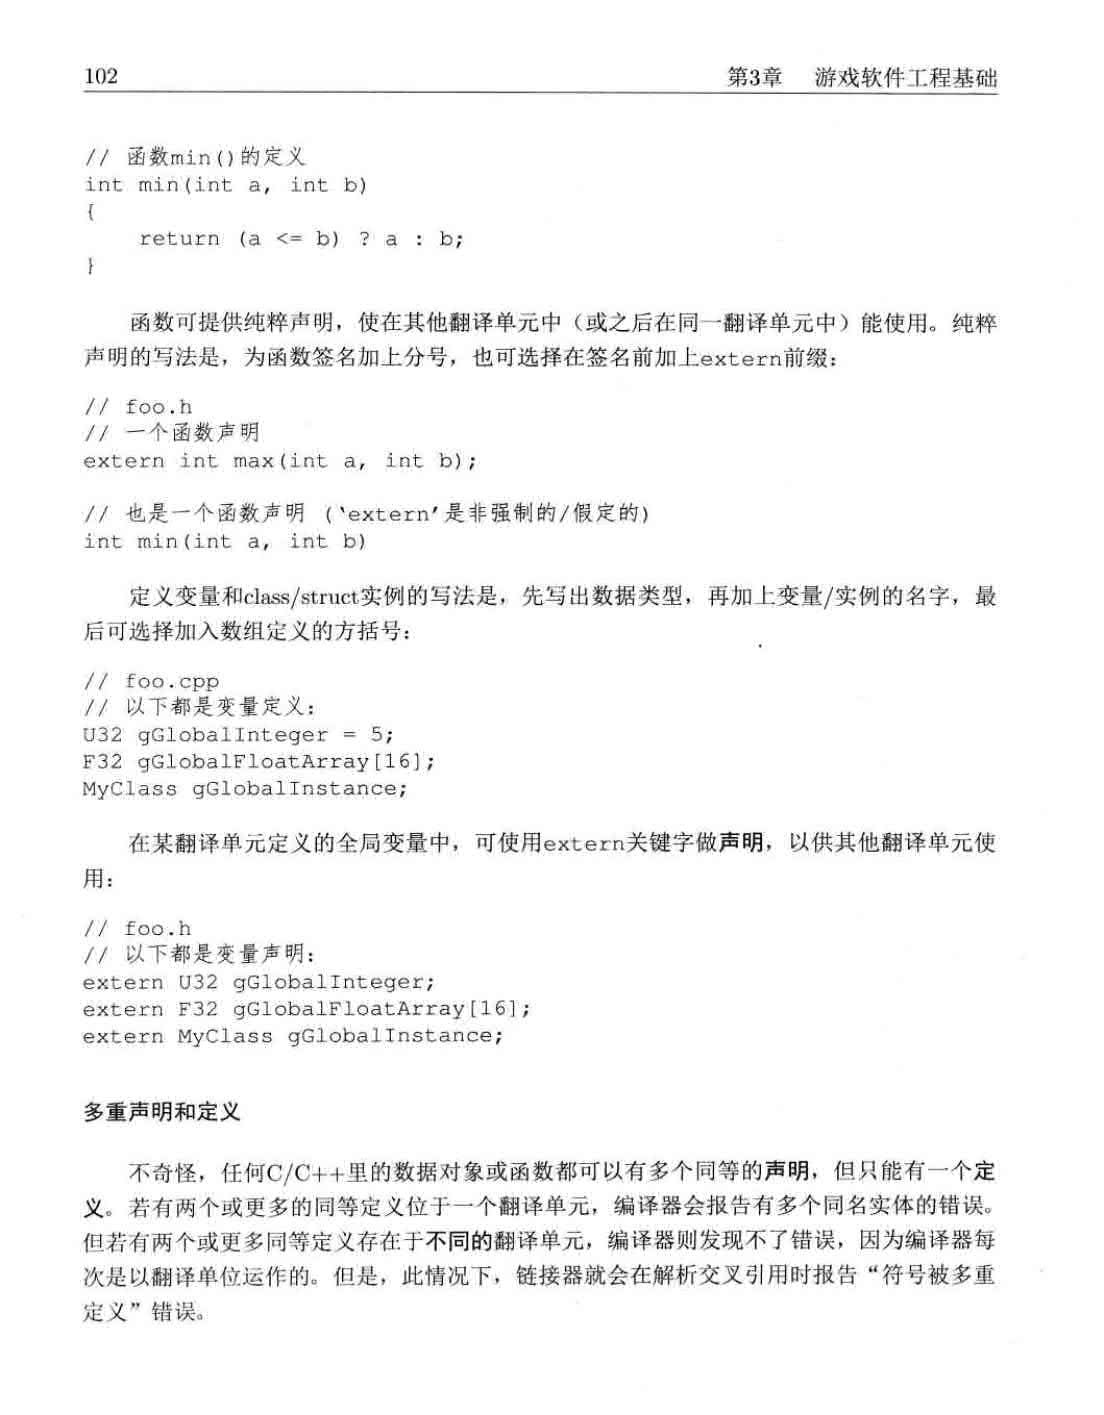 102
第3章 游戏软件工程基础
// 函数min()的定义
int min(int a, int b)
{
    return (a <= b) ? a : b;
}
函数可提供纯粹声明，使在其他翻译单元中（或之后在同一翻译单元中）能使用。纯粹
声明的写法是，为函数签名加上分号，也可选择在签名前加上extern前缀：
// foo.h
// 一个函数声明
extern int max(int a, int b);
// 也是一个函数声明 (‘extern’是非强制的/假定的)
int min(int a, int b)
定义变量和class/struct实例的写法是，先写出数据类型，再加上变量/实例的名字，最
后可选择加入数组定义的方括号：
// foo.cpp
// 以下都是变量定义：
U32 gGlobalInteger = 5;
F32 gGlobalFloatArray[16];
MyClass gGlobalInstance;
在某翻译单元定义的全局变量中，可使用extern关键字做声明，以供其他翻译单元使
用：
// foo.h
// 以下都是变量声明：
extern U32 gGlobalInteger;
extern F32 gGlobalFloatArray[16];
extern MyClass gGlobalInstance;
多重声明和定义
不奇怪，任何C/C++里的数据对象或函数都可以有多个同等的声明，但只能有一个定
义。若有两个或更多的同等定义位于一个翻译单元，编译器会报告有多个同名实体的错误。
但若有两个或更多同等定义存在于不同的翻译单元，编译器则发现不了错误，因为编译器每
次是以翻译单位运作的。但是，此情况下，链接器就会在解析交叉引用时报告“符号被多重
定义”错误。